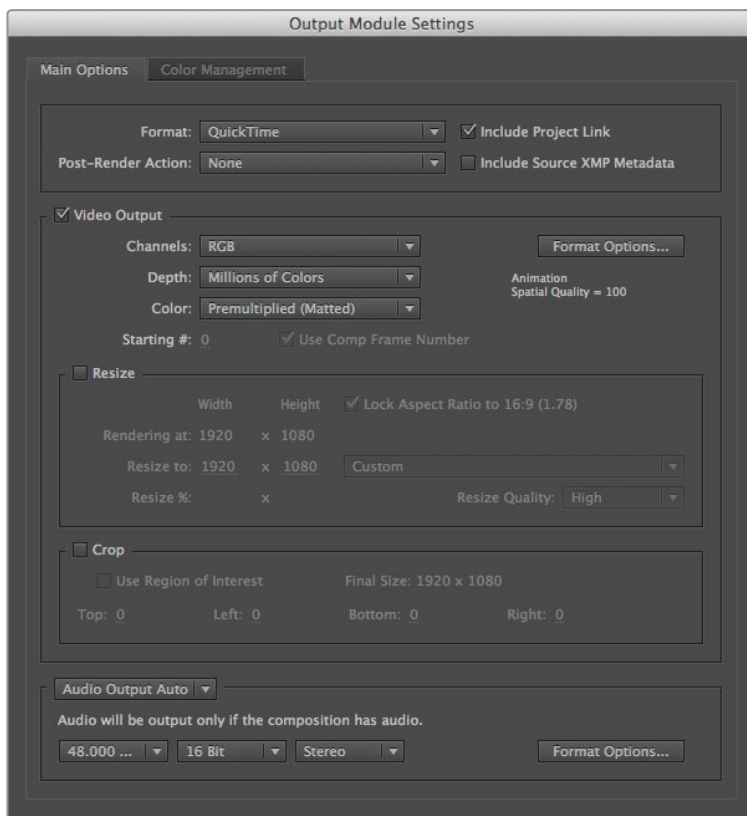 Output Module Settings
Main Options Color Management
Format: QuickTime Include Project Link
Post-Render Action: None Include Source XMP Metadata
Video Output
Channels: RGB Format Options...
Depth: Millions of Colors Animation
Spatial Quality = 100
Color: Premultiplied (Matted)
Starting #: 0 Use Comp Frame Number
Resize
Width Height Lock Aspect Ratio to 16:9 (1.78)
Rendering at: 1920 x 1080
Resize to: 1920 x 1080 Custom
Resize %: x Resize Quality: High
Crop
Use Region of Interest Final Size: 1920 x 1080
Top: 0 Left: 0 Bottom: 0 Right: 0
Audio Output Auto
Audio will be output only if the composition has audio.
48.000 ... 16 Bit Stereo Format Options...